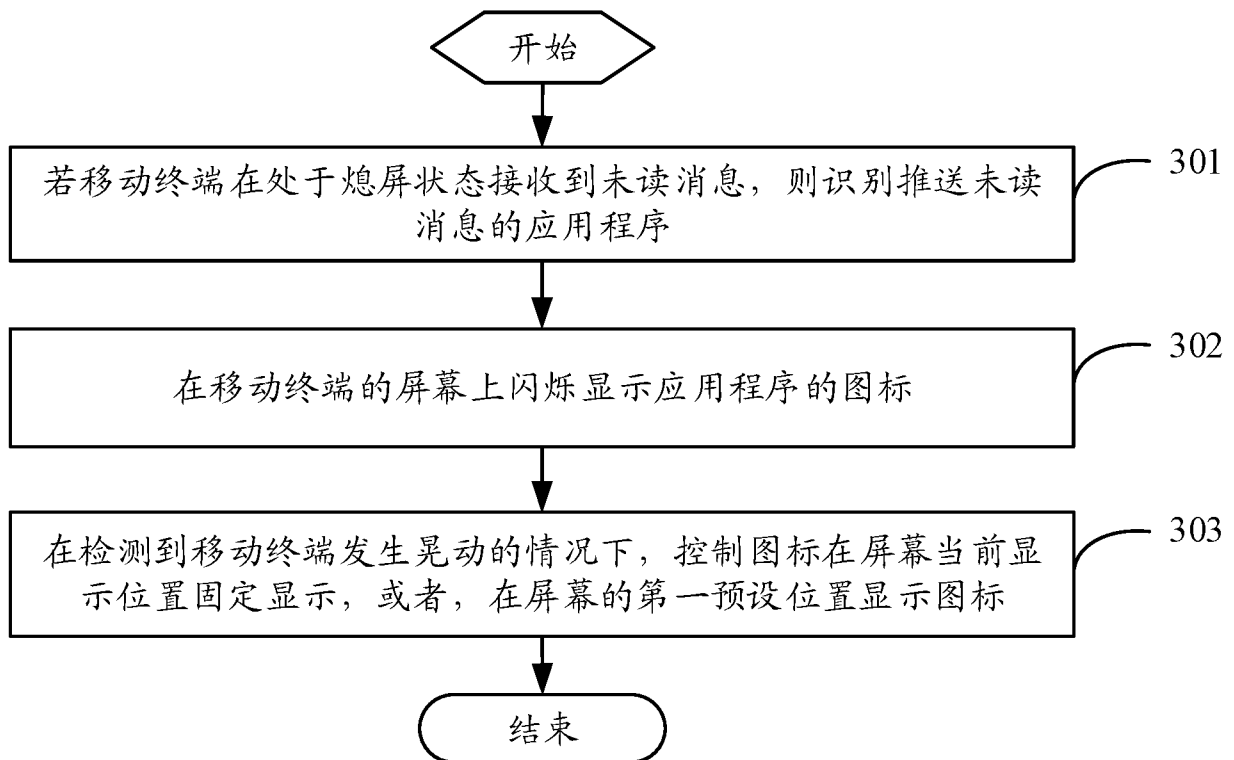 开始
若移动终端在处于熄屏状态接收到未读消息，则识别推送未读
消息的应用程序
301
在移动终端的屏幕上闪烁显示应用程序的图标
302
在检测到移动终端发生晃动的情况下，控制图标在屏幕当前显
示位置固定显示，或者，在屏幕的第一预设位置显示图标
303
结束